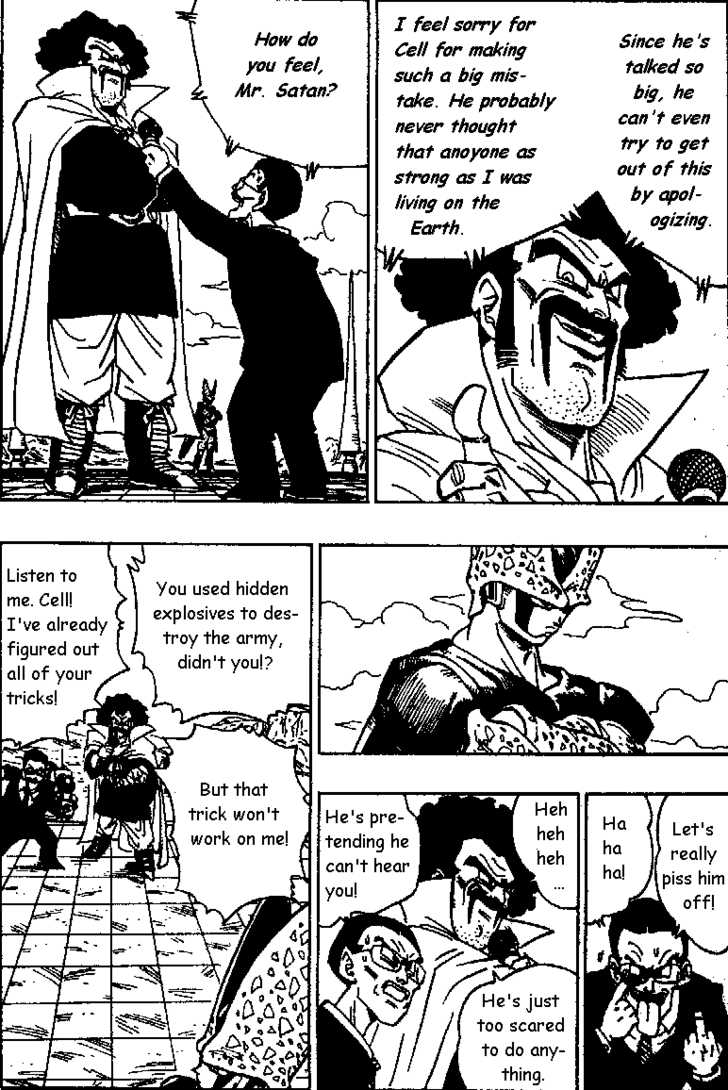 How do
you feel,
Mr. Satan?
I feel sorry for
Cell for making
such a big mis-
take. He probably
never thought
that anoyone as
strong as I was
living on the
Earth.
Since he's
talked so
big, he
can't even
try to get
out of this
by apol-
ogizing.
Listen to
me. Cell!
I've already
figured out
all of your
tricks!
You used hidden
explosives to des-
troy the army,
didn't you!?
But that
trick won't
work on me!
He's pre-
tending he
can't hear
you!
Heh
heh
heh
...
He's just
too scared
to do any-
thing.
Ha
ha
ha!
Let's
really
piss him
off!